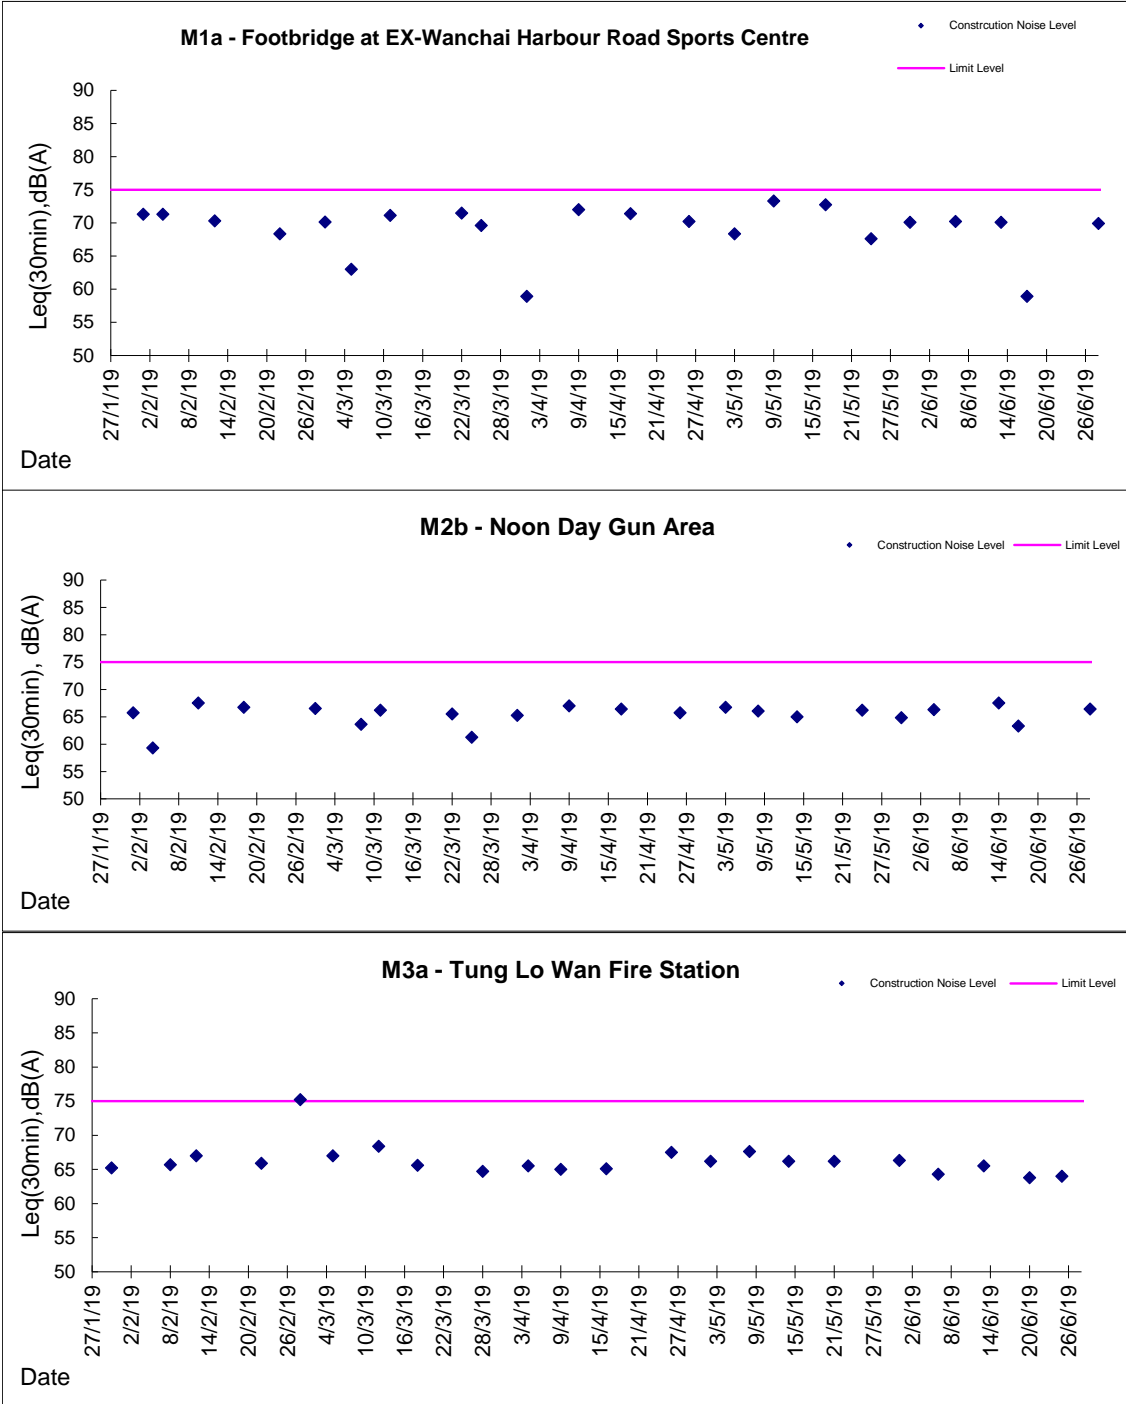 M1a - Footbridge at EX-Wanchai Harbour Road Sports Centre
Constrcution Noise Level
Limit Level
Leq(30min),dB(A)
90
85
80
75
70
65
60
55
50
27/1/19 2/2/19 8/2/19 14/2/19 20/2/19 26/2/19 4/3/19 10/3/19 16/3/19 22/3/19 28/3/19 3/4/19 9/4/19 15/4/19 21/4/19 27/4/19 3/5/19 9/5/19 15/5/19 21/5/19 27/5/19 2/6/19 8/6/19 14/6/19 20/6/19 26/6/19
Date
M2b - Noon Day Gun Area
Construction Noise Level Limit Level
Leq(30min), dB(A)
90
85
80
75
70
65
60
55
50
27/1/19 2/2/19 8/2/19 14/2/19 20/2/19 26/2/19 4/3/19 10/3/19 16/3/19 22/3/19 28/3/19 3/4/19 9/4/19 15/4/19 21/4/19 27/4/19 3/5/19 9/5/19 15/5/19 21/5/19 27/5/19 2/6/19 8/6/19 14/6/19 20/6/19 26/6/19
Date
M3a - Tung Lo Wan Fire Station
Construction Noise Level Limit Level
Leq(30min),dB(A)
90
85
80
75
70
65
60
55
50
27/1/19 2/2/19 8/2/19 14/2/19 20/2/19 26/2/19 4/3/19 10/3/19 16/3/19 22/3/19 28/3/19 3/4/19 9/4/19 15/4/19 21/4/19 27/4/19 3/5/19 9/5/19 15/5/19 21/5/19 27/5/19 2/6/19 8/6/19 14/6/19 20/6/19 26/6/19
Date